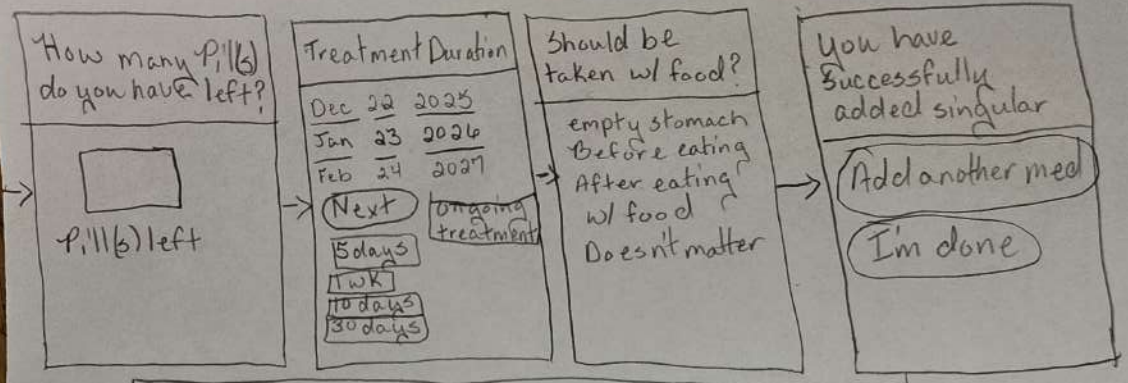 How many Pill(s)
do you have left?
Pill(s) left
Treatment Duration
Dec 22 2025
Jan 23 2026
Feb 24 2027
Next
ongoing
treatment
5days
1 wk
10 days
30 days
Should be
taken w/ food?
empty stomach
Before eating
After eating
w/ food
Doesn't matter
you have
Successfully
added singular
Add another med
I'm done